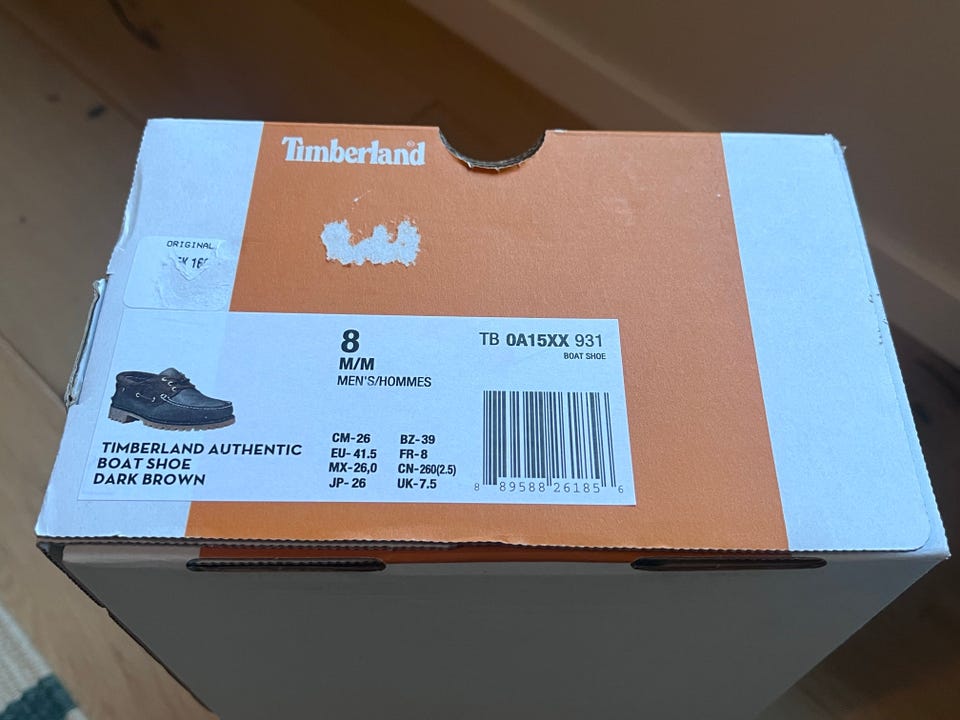 Timberland®
ORIGINAL
8
M/M
MEN'S/HOMMES
TB 0A15XX 931
BOAT SHOE
TIMBERLAND AUTHENTIC
BOAT SHOE
DARK BROWN
CM-26 BZ-39
EU-41.5 FR-8
MX-26,0 CN-260(2.5)
JP-26 UK-7.5
8 89588 26185 6